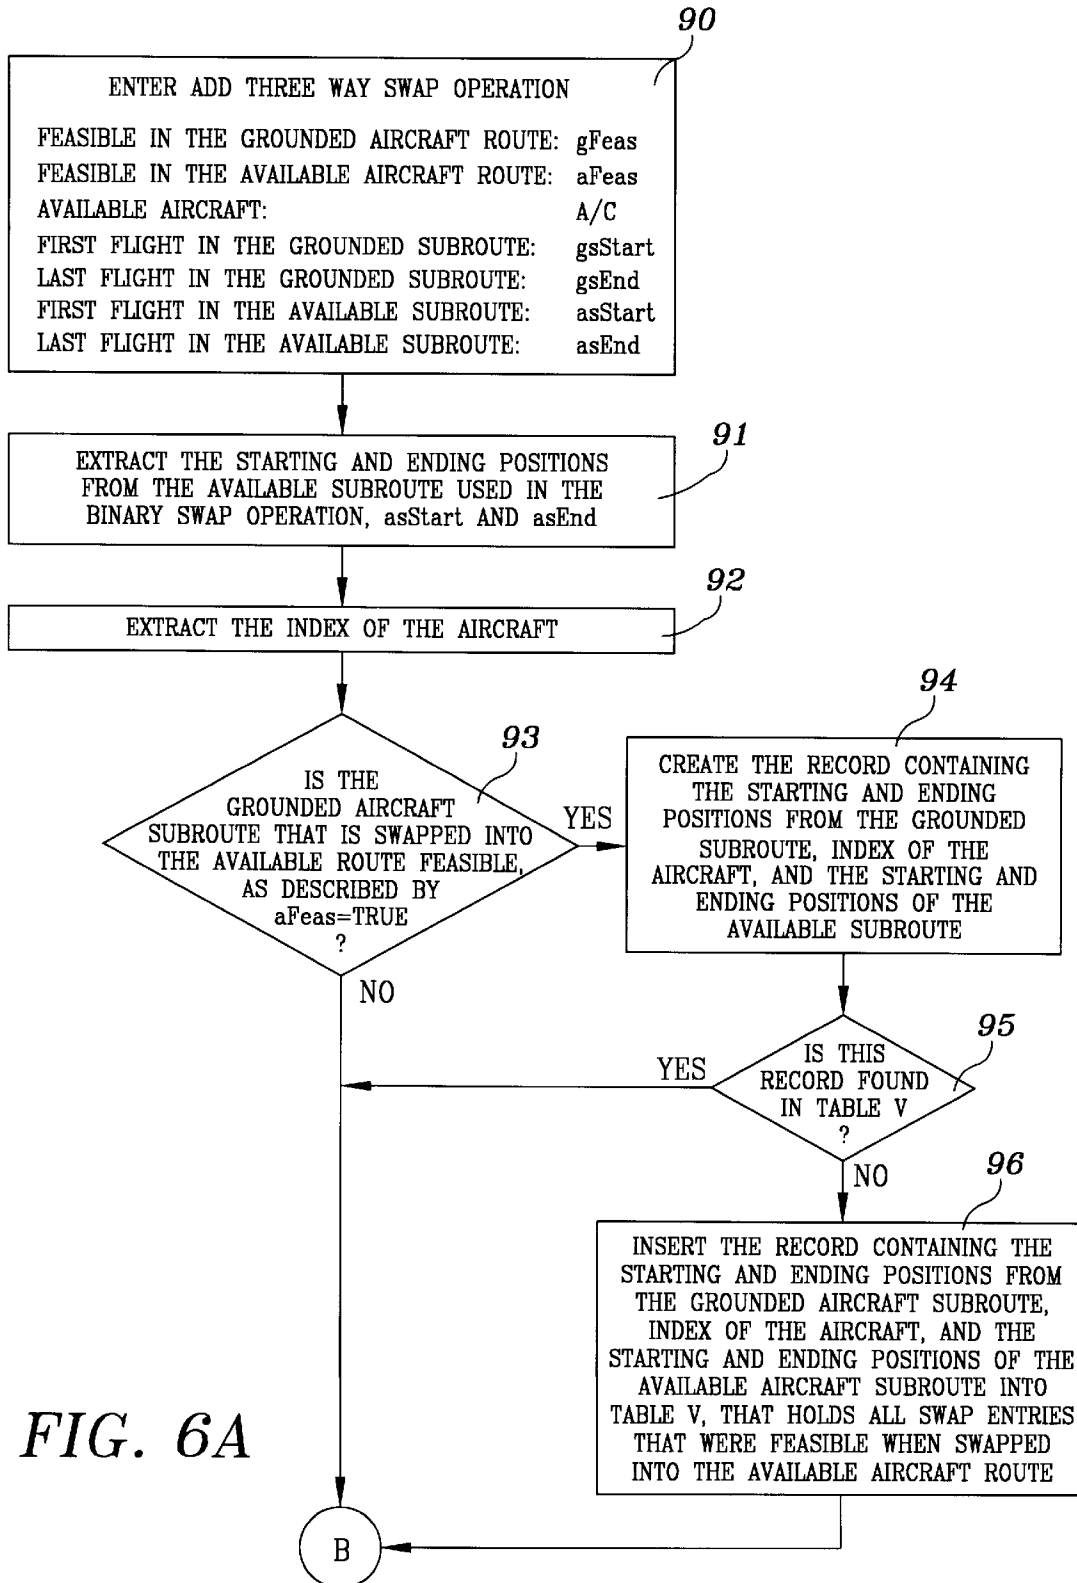 90
ENTER ADD THREE WAY SWAP OPERATION
FEASIBLE IN THE GROUNDED AIRCRAFT ROUTE: gFeas
FEASIBLE IN THE AVAILABLE AIRCRAFT ROUTE: aFeas
AVAILABLE AIRCRAFT: A/C
FIRST FLIGHT IN THE GROUNDED SUBROUTE: gsStart
LAST FLIGHT IN THE GROUNDED SUBROUTE: gsEnd
FIRST FLIGHT IN THE AVAILABLE SUBROUTE: asStart
LAST FLIGHT IN THE AVAILABLE SUBROUTE: asEnd
91
EXTRACT THE STARTING AND ENDING POSITIONS
FROM THE AVAILABLE SUBROUTE USED IN THE
BINARY SWAP OPERATION, asStart AND asEnd
92
EXTRACT THE INDEX OF THE AIRCRAFT
93
IS THE
GROUNDED AIRCRAFT
SUBROUTE THAT IS SWAPPED INTO
THE AVAILABLE ROUTE FEASIBLE,
AS DESCRIBED BY
aFeas=TRUE
?
YES
NO
94
CREATE THE RECORD CONTAINING
THE STARTING AND ENDING
POSITIONS FROM THE GROUNDED
SUBROUTE, INDEX OF THE
AIRCRAFT, AND THE STARTING AND
ENDING POSITIONS OF THE
AVAILABLE SUBROUTE
95
IS THIS
RECORD FOUND
IN TABLE V
?
YES
NO
96
INSERT THE RECORD CONTAINING THE
STARTING AND ENDING POSITIONS FROM
THE GROUNDED AIRCRAFT SUBROUTE,
INDEX OF THE AIRCRAFT, AND THE
STARTING AND ENDING POSITIONS OF THE
AVAILABLE AIRCRAFT SUBROUTE INTO
TABLE V, THAT HOLDS ALL SWAP ENTRIES
THAT WERE FEASIBLE WHEN SWAPPED
INTO THE AVAILABLE AIRCRAFT ROUTE
FIG. 6A
B